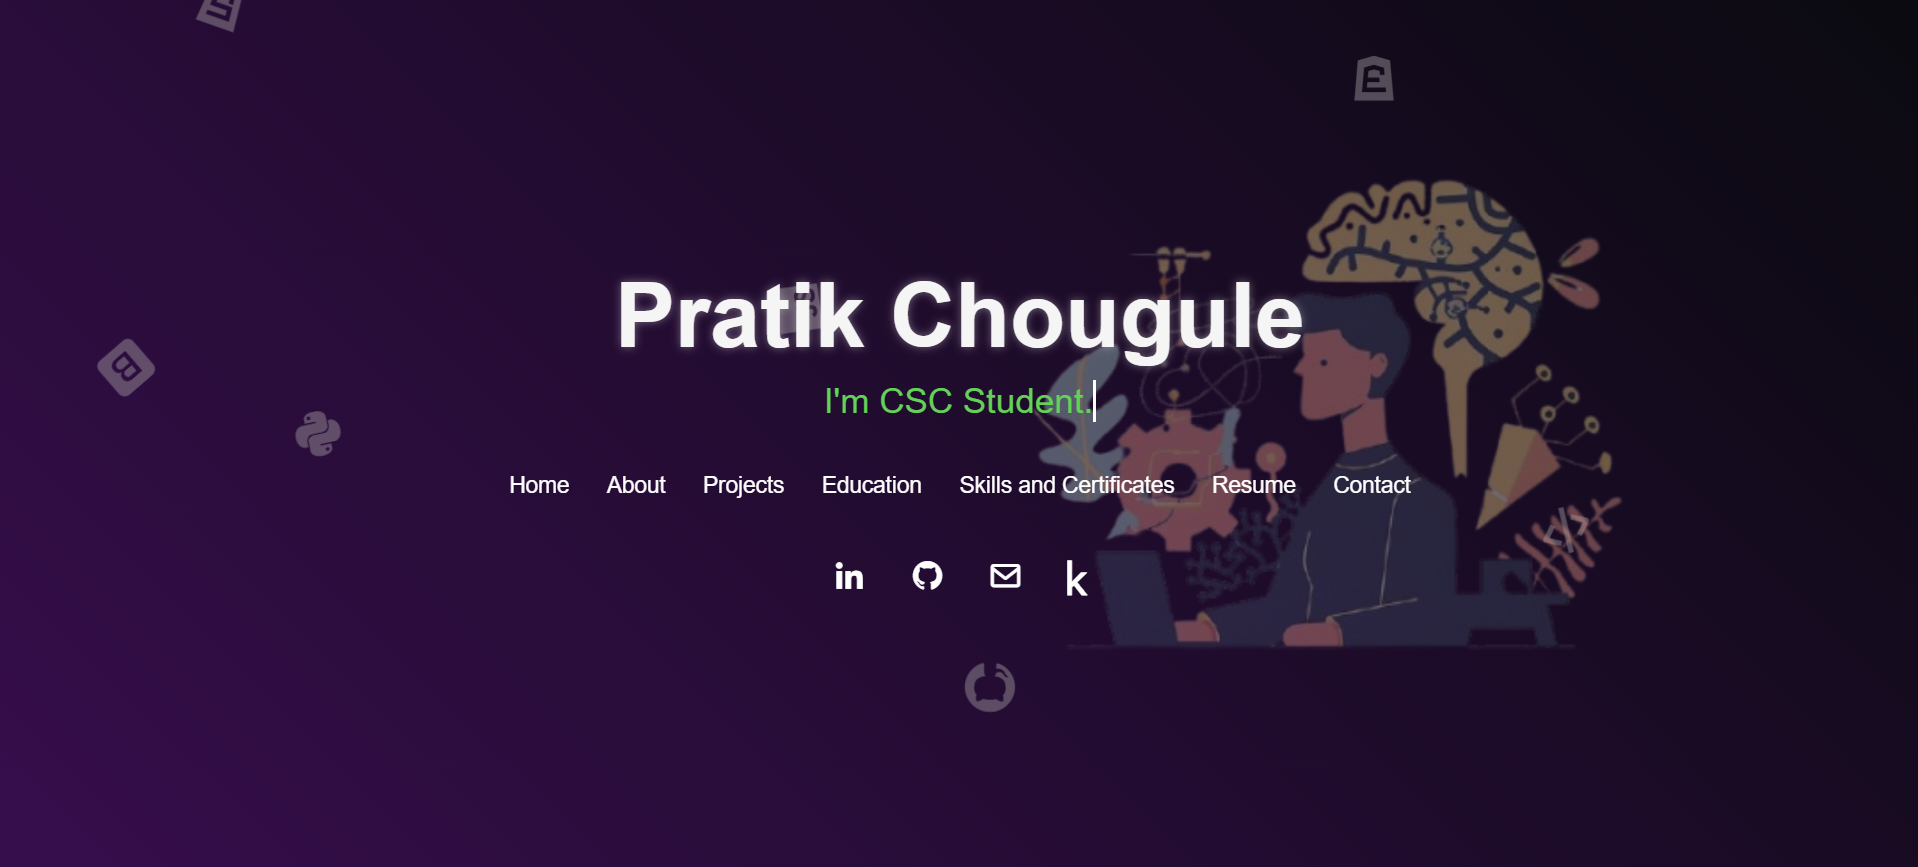 Pratik Chougule
I'm CSC Student.
Home About Projects Education Skills and Certificates Resume Contact
in k